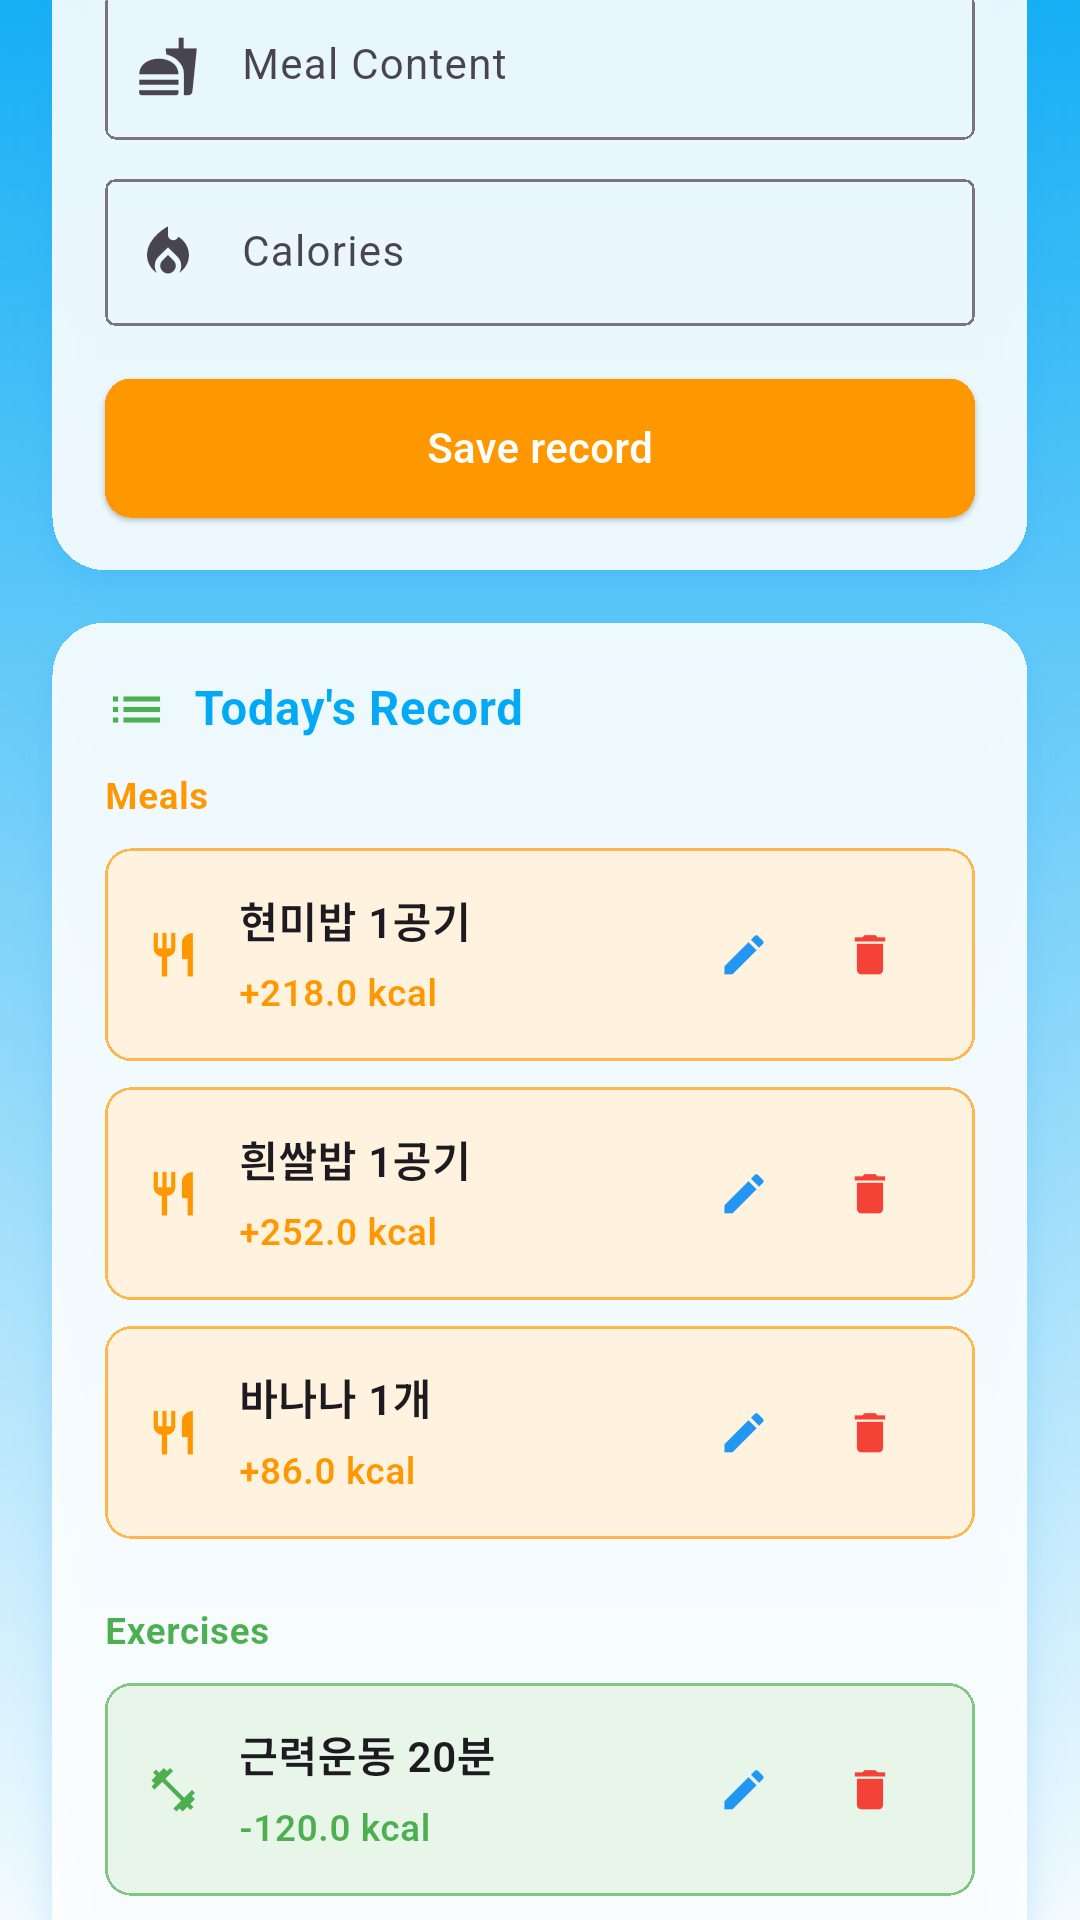 Meal Content
Calories
Save record
Today's Record
Meals
현미밥 1공기
+218.0 kcal
흰쌀밥 1공기
+252.0 kcal
바나나 1개
+86.0 kcal
Exercises
근력운동 20분
-120.0 kcal